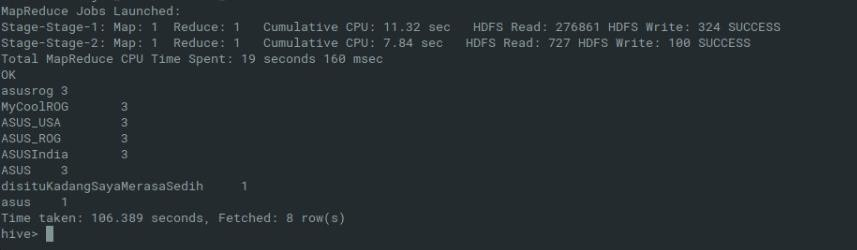 MapReduce Jobs Launched:
Stage-Stage-1: Map: 1  Reduce: 1   Cumulative CPU: 11.32 sec   HDFS Read: 276861 HDFS Write: 324 SUCCESS
Stage-Stage-2: Map: 1  Reduce: 1   Cumulative CPU: 7.84 sec   HDFS Read: 727 HDFS Write: 100 SUCCESS
Total MapReduce CPU Time Spent: 19 seconds 160 msec
OK
asusrog 3
MyCoolROG	3
ASUS_USA	3
ASUS_ROG	3
ASUSIndia	3
ASUS	3
disituKadangSayaMerasaSedih	1
asus	1
Time taken: 106.389 seconds, Fetched: 8 row(s)
hive>